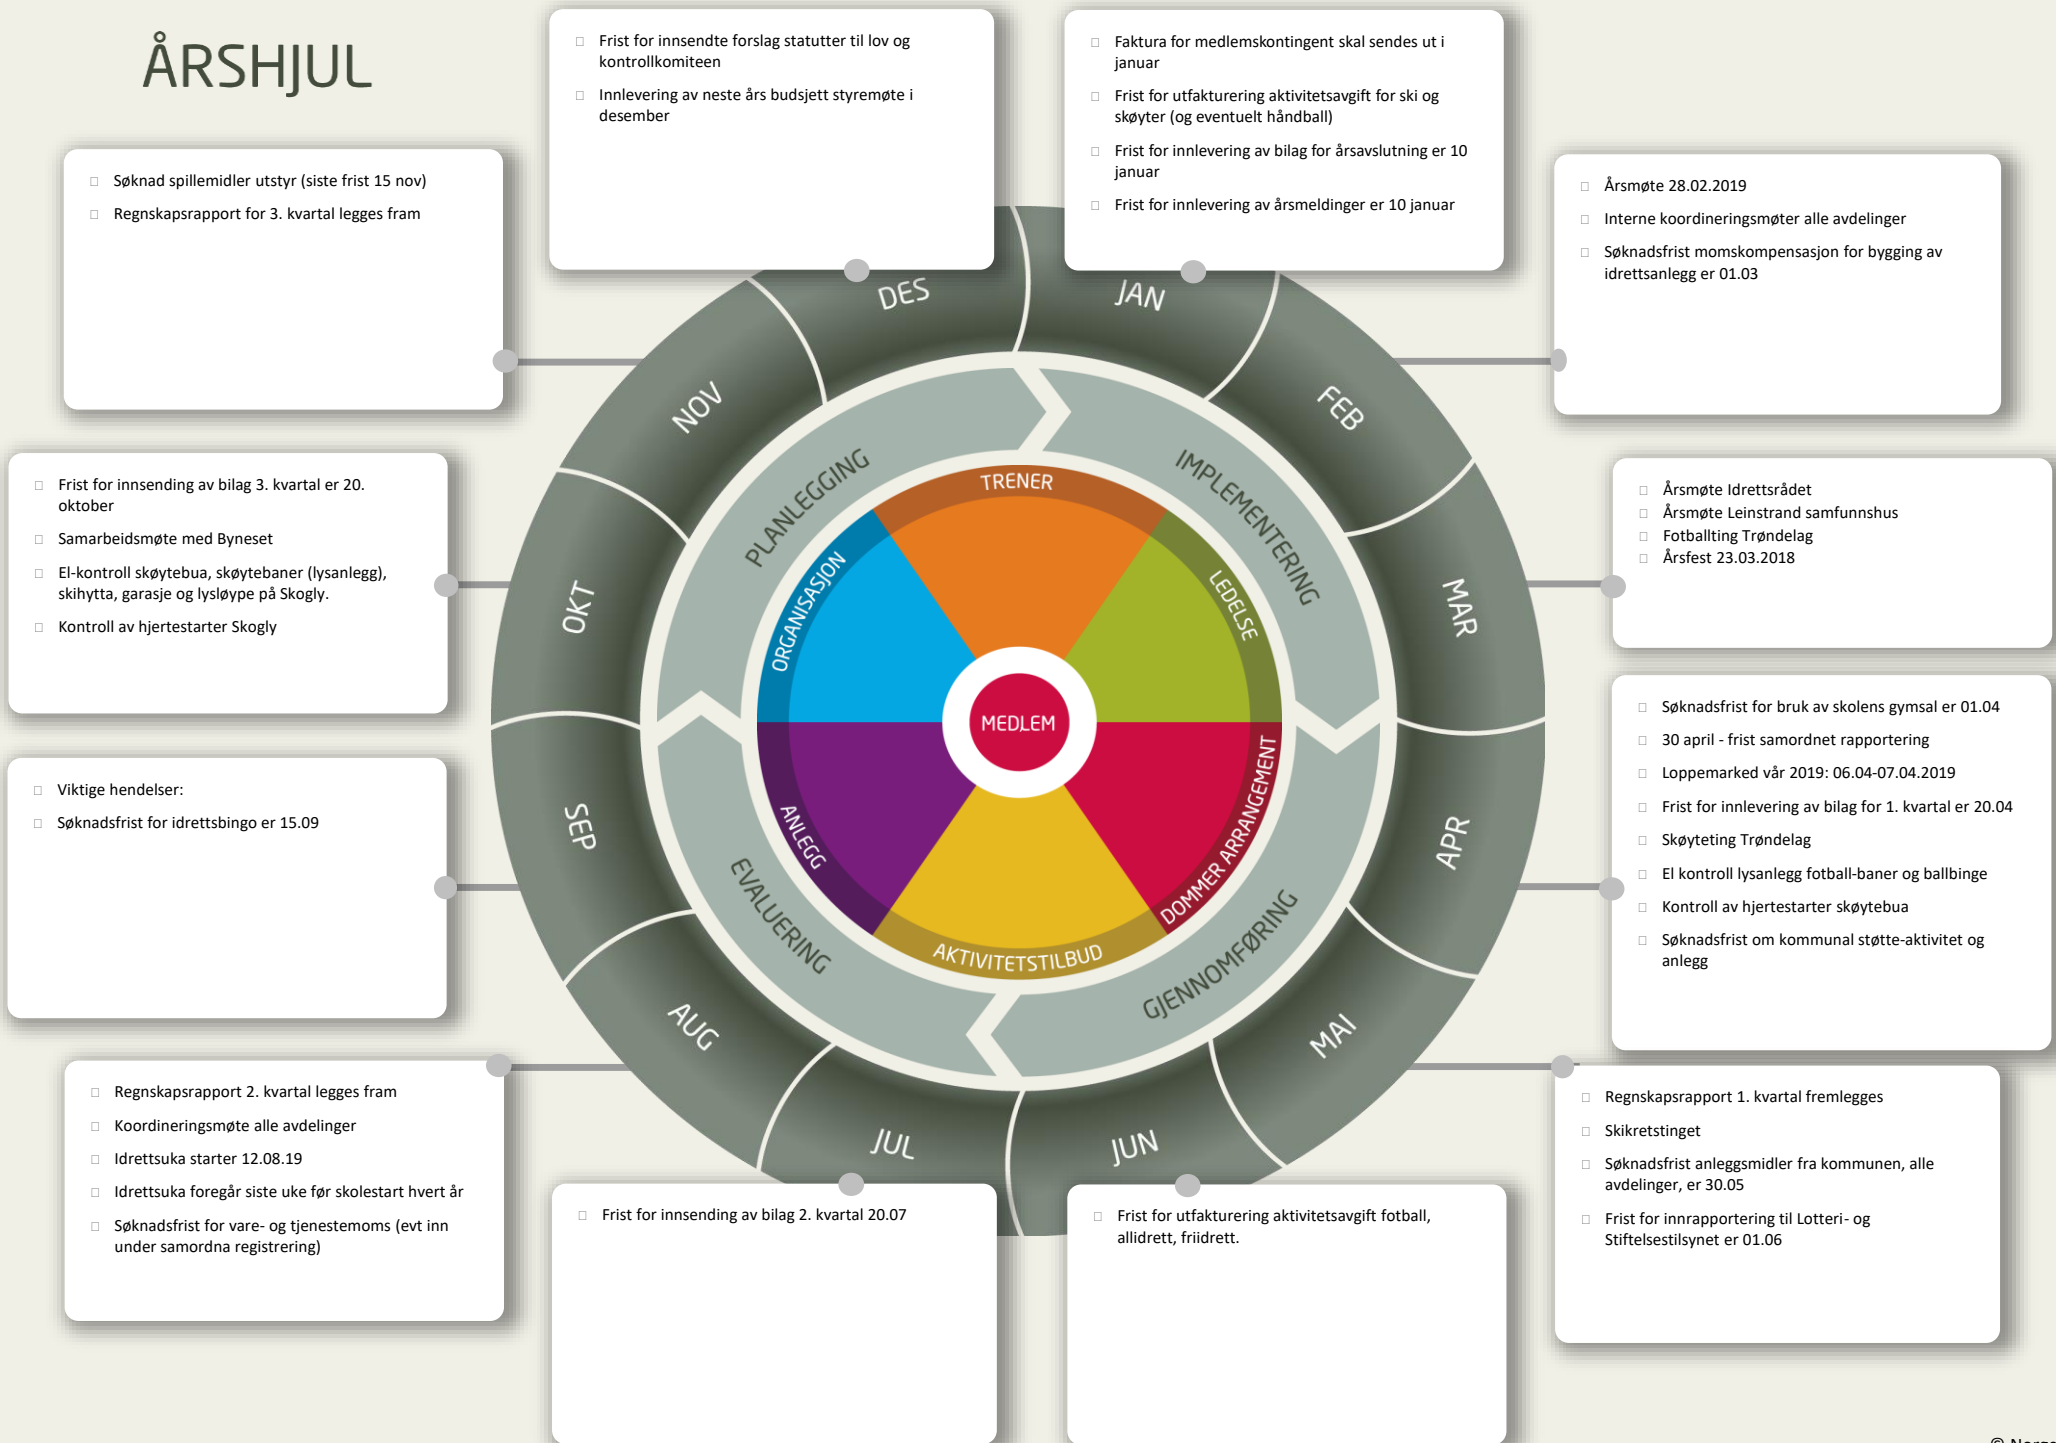 ÅRSHJUL
Frist for innsendte forslag statutter til lov og
kontrollkomiteen
Innlevering av neste års budsjett styremøte i
desember
Faktura for medlemskontingent skal sendes ut i
januar
Frist for utfakturering aktivitetsavgift for ski og
skøyter (og eventuelt håndball)
Frist for innlevering av bilag for årsavslutning er 10
januar
Frist for innlevering av årsmeldinger er 10 januar
Årsmøte 28.02.2019
Interne koordineringsmøter alle avdelinger
Søknadsfrist momskompensasjon for bygging av
idrettsanlegg er 01.03
Årsmøte Idrettsrådet
Årsmøte Leinstrand samfunnshus
Fotballting Trøndelag
Årsfest 23.03.2018
Søknadsfrist for bruk av skolens gymsal er 01.04
30 april - frist samordnet rapportering
Loppemarked vår 2019: 06.04-07.04.2019
Frist for innlevering av bilag for 1. kvartal er 20.04
Skøyteting Trøndelag
El kontroll lysanlegg fotball-baner og ballbinge
Kontroll av hjertestarter skøytebua
Søknadsfrist om kommunal støtte-aktivitet og
anlegg
Regnskapsrapport 1. kvartal fremlegges
Skikretstinget
Søknadsfrist anleggsmidler fra kommunen, alle
avdelinger, er 30.05
Frist for innrapportering til Lotteri- og
Stiftelsestilsynet er 01.06
Frist for utfakturering aktivitetsavgift fotball,
allidrett, friidrett.
Frist for innsending av bilag 2. kvartal 20.07
Regnskapsrapport 2. kvartal legges fram
Koordineringsmøte alle avdelinger
Idrettsuka starter 12.08.19
Idrettsuka foregår siste uke før skolestart hvert år
Søknadsfrist for vare- og tjenestemoms (evt inn
under samordna registrering)
Viktige hendelser:
Søknadsfrist for idrettsbingo er 15.09
Frist for innsending av bilag 3. kvartal er 20.
oktober
Samarbeidsmøte med Byneset
El-kontroll skøytebua, skøytebaner (lysanlegg),
skihytta, garasje og lysløype på Skogly.
Kontroll av hjertestarter Skogly
Søknad spillemidler utstyr (siste frist 15 nov)
Regnskapsrapport for 3. kvartal legges fram
JAN
FEB
MAR
APR
MAI
JUN
JUL
AUG
SEP
OKT
NOV
DES
PLANLEGGING
IMPLEMENTERING
GJENNOMFØRING
EVALUERING
TRENER
LEDELSE
DOMMER ARRANGEMENT
AKTIVITETSTILBUD
ANLEGG
ORGANISASJON
MEDLEM